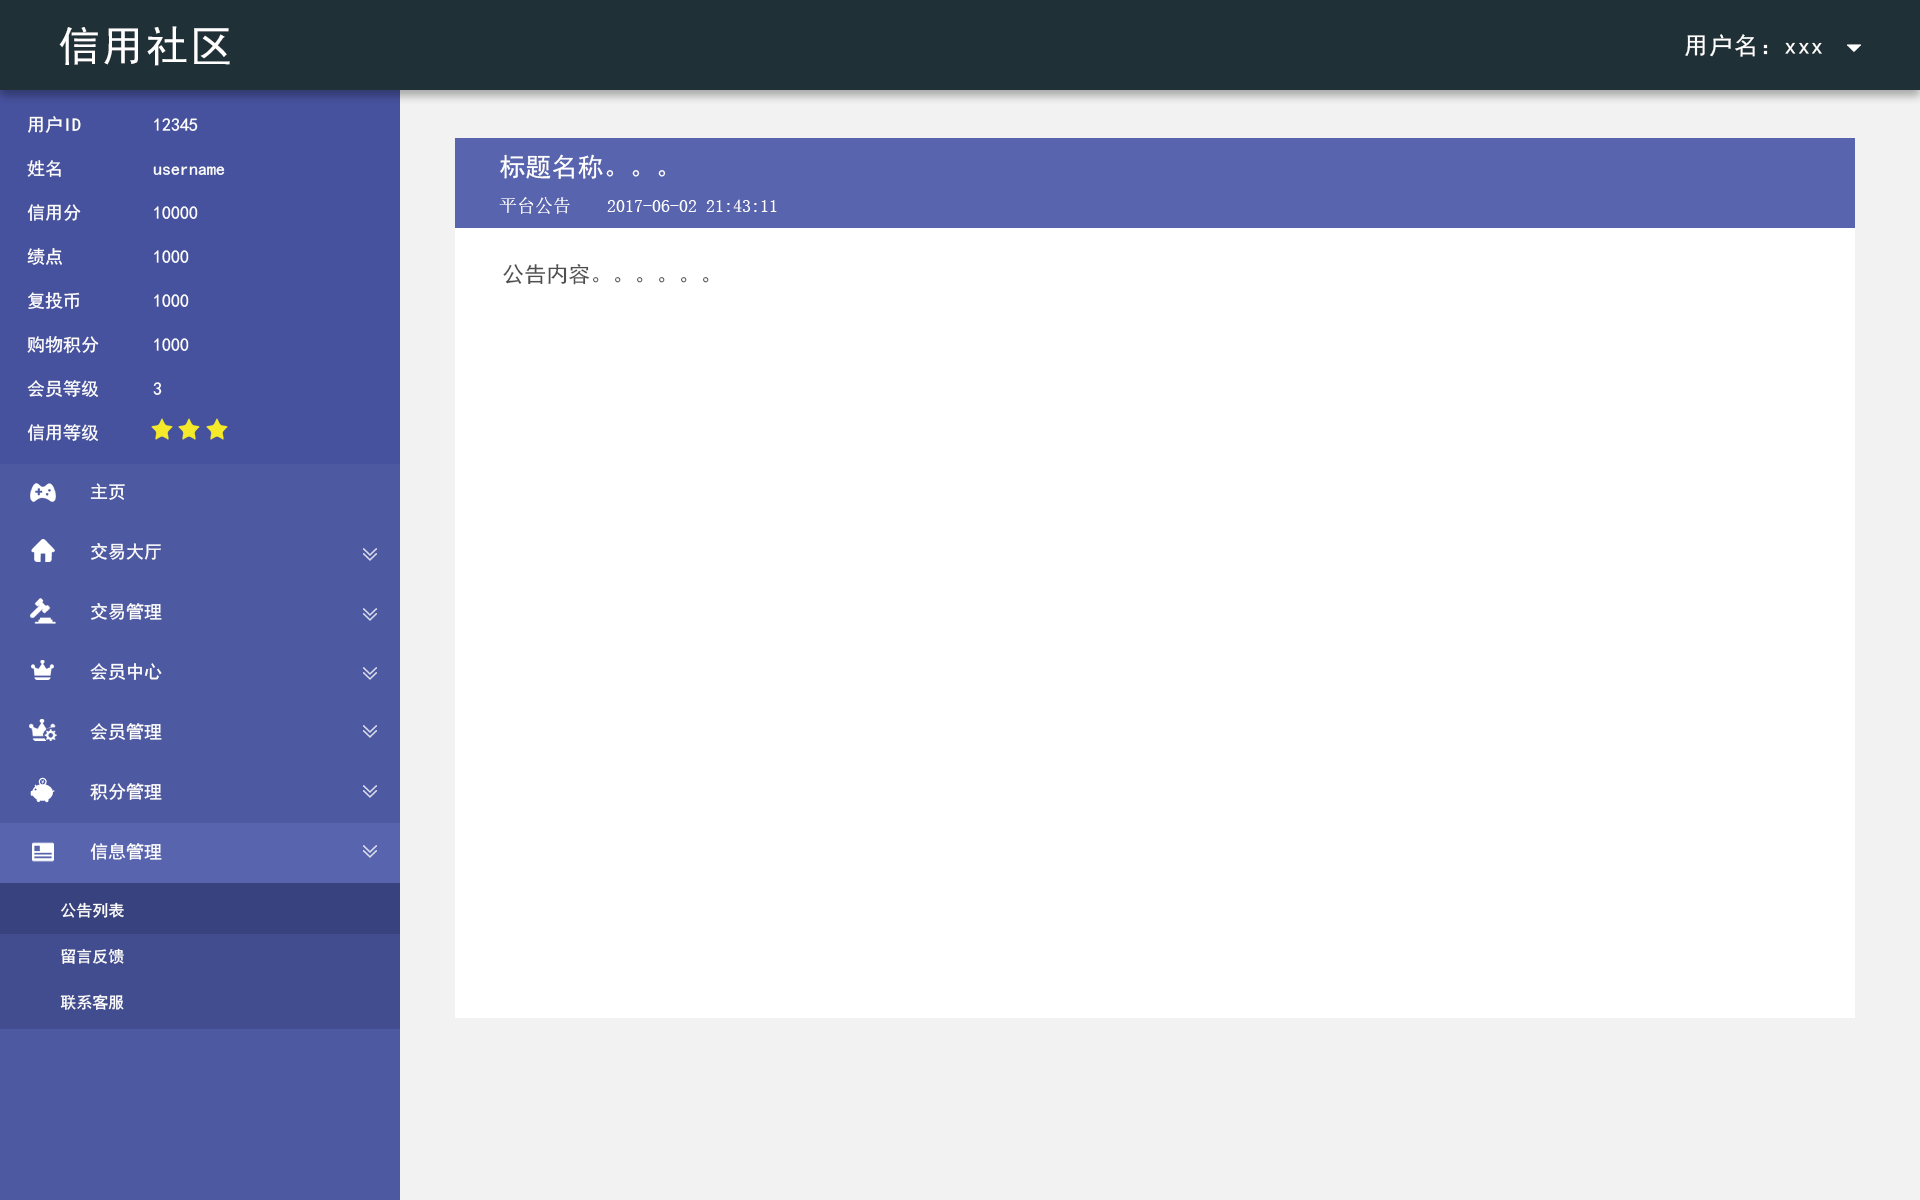 信用社区
用户名：xxx
用户ID 12345
姓名 username
信用分 10000
绩点 1000
复投币 1000
购物积分 1000
会员等级 3
信用等级
主页
交易大厅
交易管理
会员中心
会员管理
积分管理
信息管理
公告列表
留言反馈
联系客服
标题名称。。。
平台公告 2017-06-02 21:43:11
公告内容。。。。。。